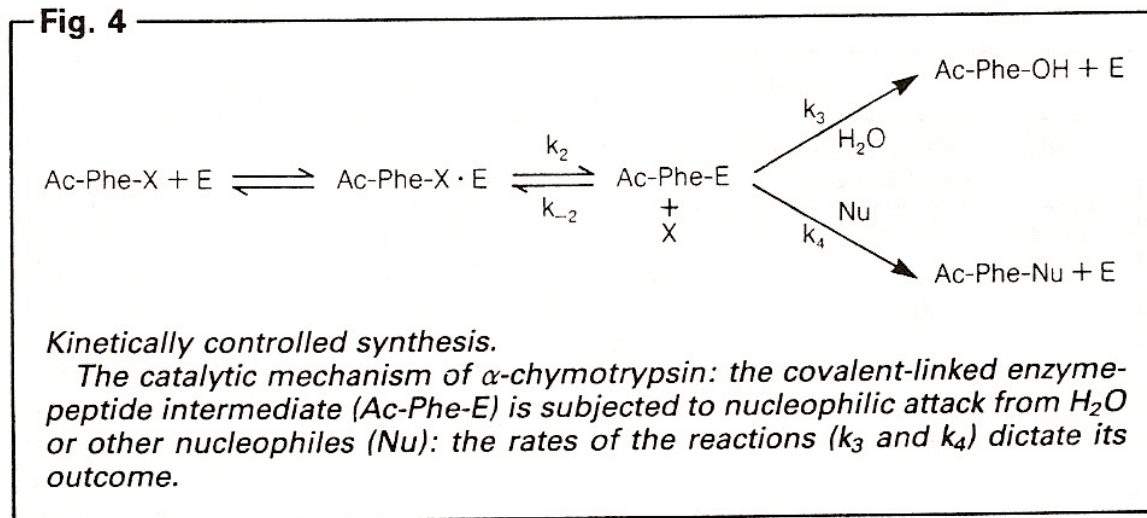 Fig. 4
Ac-Phe-X + E
Ac-Phe-X · E
k₂
k₋₂
Ac-Phe-E
+
X
k₃
H₂O
Nu
k₄
Ac-Phe-OH + E
Ac-Phe-Nu + E
Kinetically controlled synthesis.
The catalytic mechanism of α-chymotrypsin: the covalent-linked enzyme-
peptide intermediate (Ac-Phe-E) is subjected to nucleophilic attack from H₂O
or other nucleophiles (Nu): the rates of the reactions (k₃ and k₄) dictate its
outcome.